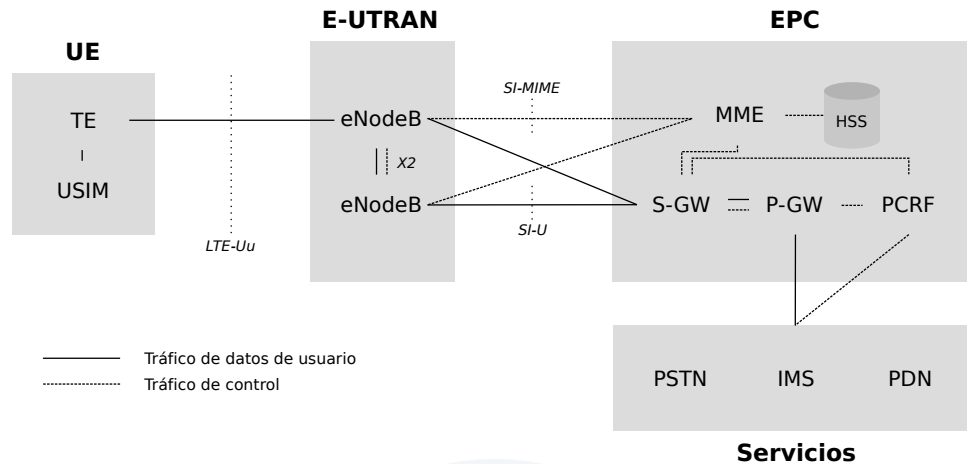 E-UTRAN
EPC
UE
SI-MIME
TE
eNodeB
MME
HSS
X2
USIM
eNodeB
S-GW
P-GW
PCRF
LTE-Uu
SI-U
Tráfico de datos de usuario
Tráfico de control
PSTN
IMS
PDN
Servicios